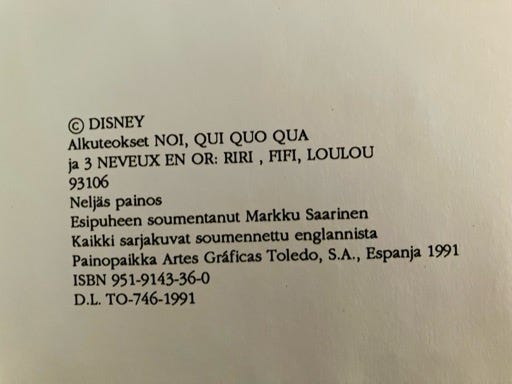 © DISNEY
Alkuteokset NOI, QUI QUO QUA
ja 3 NEVEUX EN OR: RIRI , FIFI, LOULOU
93106
Neljäs painos
Esipuheen soumentanut Markku Saarinen
Kaikki sarjakuvat soumennettu englannista
Painopaikka Artes Gráficas Toledo, S.A., Espanja 1991
ISBN 951-9143-36-0
D.L. TO-746-1991